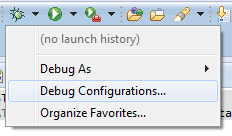 (no launch history)
Debug As
Debug Configurations...
Organize Favorites...